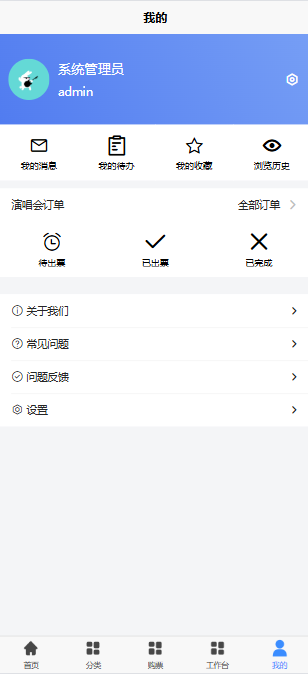 我的
系统管理员
admin
我的消息 我的待办 我的收藏 浏览历史
演唱会订单 全部订单
待出票 已出票 已完成
关于我们
常见问题
问题反馈
设置
首页 分类 购票 工作台 我的